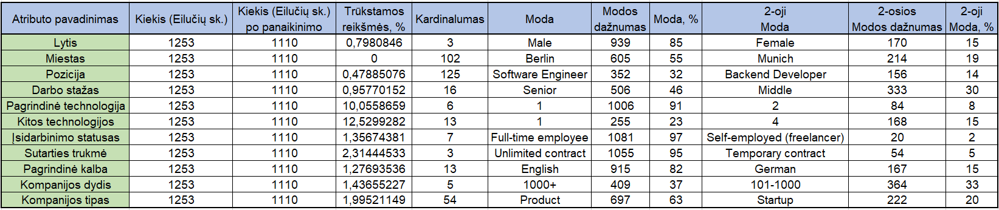 Atributo pavadinimas Kiekis (Eilučių sk.) Kiekis (Eilučių sk.) po panaikinimo Trūkstamos reikšmės, % Kardinalumas Moda Modos dažnumas Moda, % 2-oji Moda 2-osios Modos dažnumas 2-oji Moda, %
Lytis 1253 1110 0,7980846 3 Male 939 85 Female 170 15
Miestas 1253 1110 0 102 Berlin 605 55 Munich 214 19
Pozicija 1253 1110 0,47885076 125 Software Engineer 352 32 Backend Developer 156 14
Darbo stažas 1253 1110 0,95770152 16 Senior 506 46 Middle 333 30
Pagrindinė technologija 1253 1110 10,0558659 6 1 1006 91 2 84 8
Kitos technologijos 1253 1110 12,5299282 13 1 255 23 4 168 15
Įsidarbinimo statusas 1253 1110 1,35674381 7 Full-time employee 1081 97 Self-employed (freelancer) 20 2
Sutarties trukmė 1253 1110 2,31444533 3 Unlimited contract 1055 95 Temporary contract 54 5
Pagrindinė kalba 1253 1110 1,27693536 13 English 915 82 German 167 15
Kompanijos dydis 1253 1110 1,43655227 5 1000+ 409 37 101-1000 364 33
Kompanijos tipas 1253 1110 1,99521149 54 Product 697 63 Startup 222 20